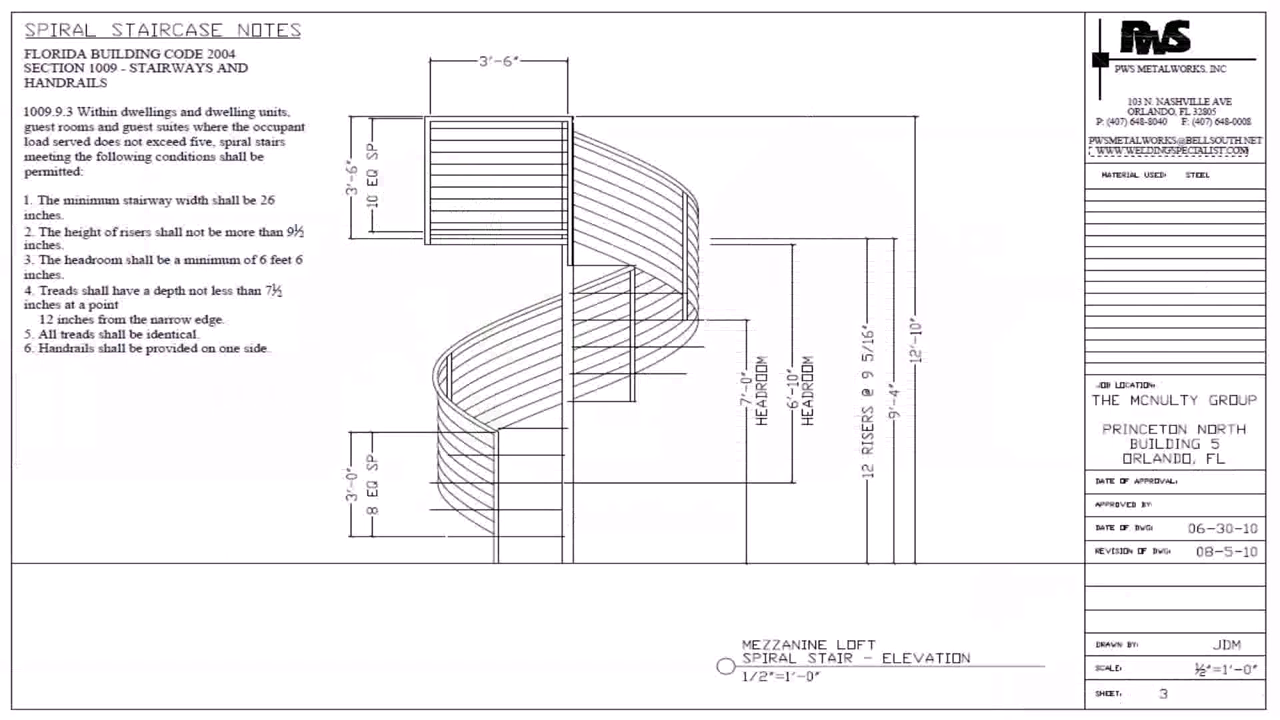 SPIRAL STAIRCASE NOTES
FLORIDA BUILDING CODE 2004
SECTION 1009 - STAIRWAYS AND
HANDRAILS
1009.9.3 Within dwellings and dwelling units,
guest rooms and guest suites where the occupant
load served does not exceed five, spiral stairs
meeting the following conditions shall be
permitted:
1. The minimum stairway width shall be 26
inches.
2. The height of risers shall not be more than 9½
inches.
3. The headroom shall be a minimum of 6 feet 6
inches.
4. Treads shall have a depth not less than 7½
inches at a point
12 inches from the narrow edge.
5. All treads shall be identical.
6. Handrails shall be provided on one side.
3'-6"
3'-6"
10 EQ SP
3'-0"
8 EQ SP
7'-0"
HEADROOM
6'-10"
HEADROOM
12 RISERS @ 9 5/16"
9'-4"
12'-10"
MEZZANINE LOFT
SPIRAL STAIR - ELEVATION
1/2"=1'-0"
PWS
PWS METALWORKS, INC
103 N. NASHVILLE AVE
ORLANDO, FL 32805
P: (407) 648-8040 F: (407) 648-0008
PWSMETALWORKS@BELLSOUTH.NET
WWW.WELDINGSPECIALIST.COM
MATERIAL USED: STEEL
JOB LOCATION:
THE MCNULTY GROUP
PRINCETON NORTH
BUILDING 5
ORLANDO, FL
DATE OF APPROVAL:
APPROVED BY:
DATE OF DWG: 06-30-10
REVISION OF DWG: 08-5-10
DRAWN BY: JDM
SCALE: ½"=1'-0"
SHEET: 3